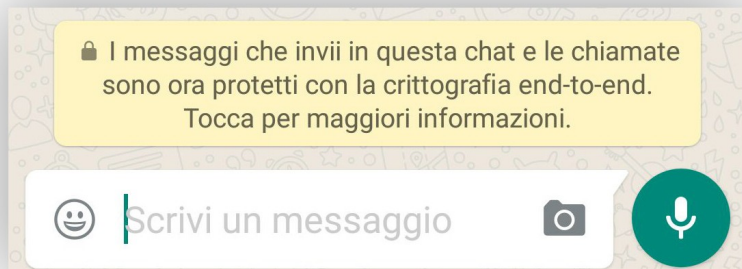 I messaggi che invii in questa chat e le chiamate
sono ora protetti con la crittografia end-to-end.
Tocca per maggiori informazioni.
Scrivi un messaggio